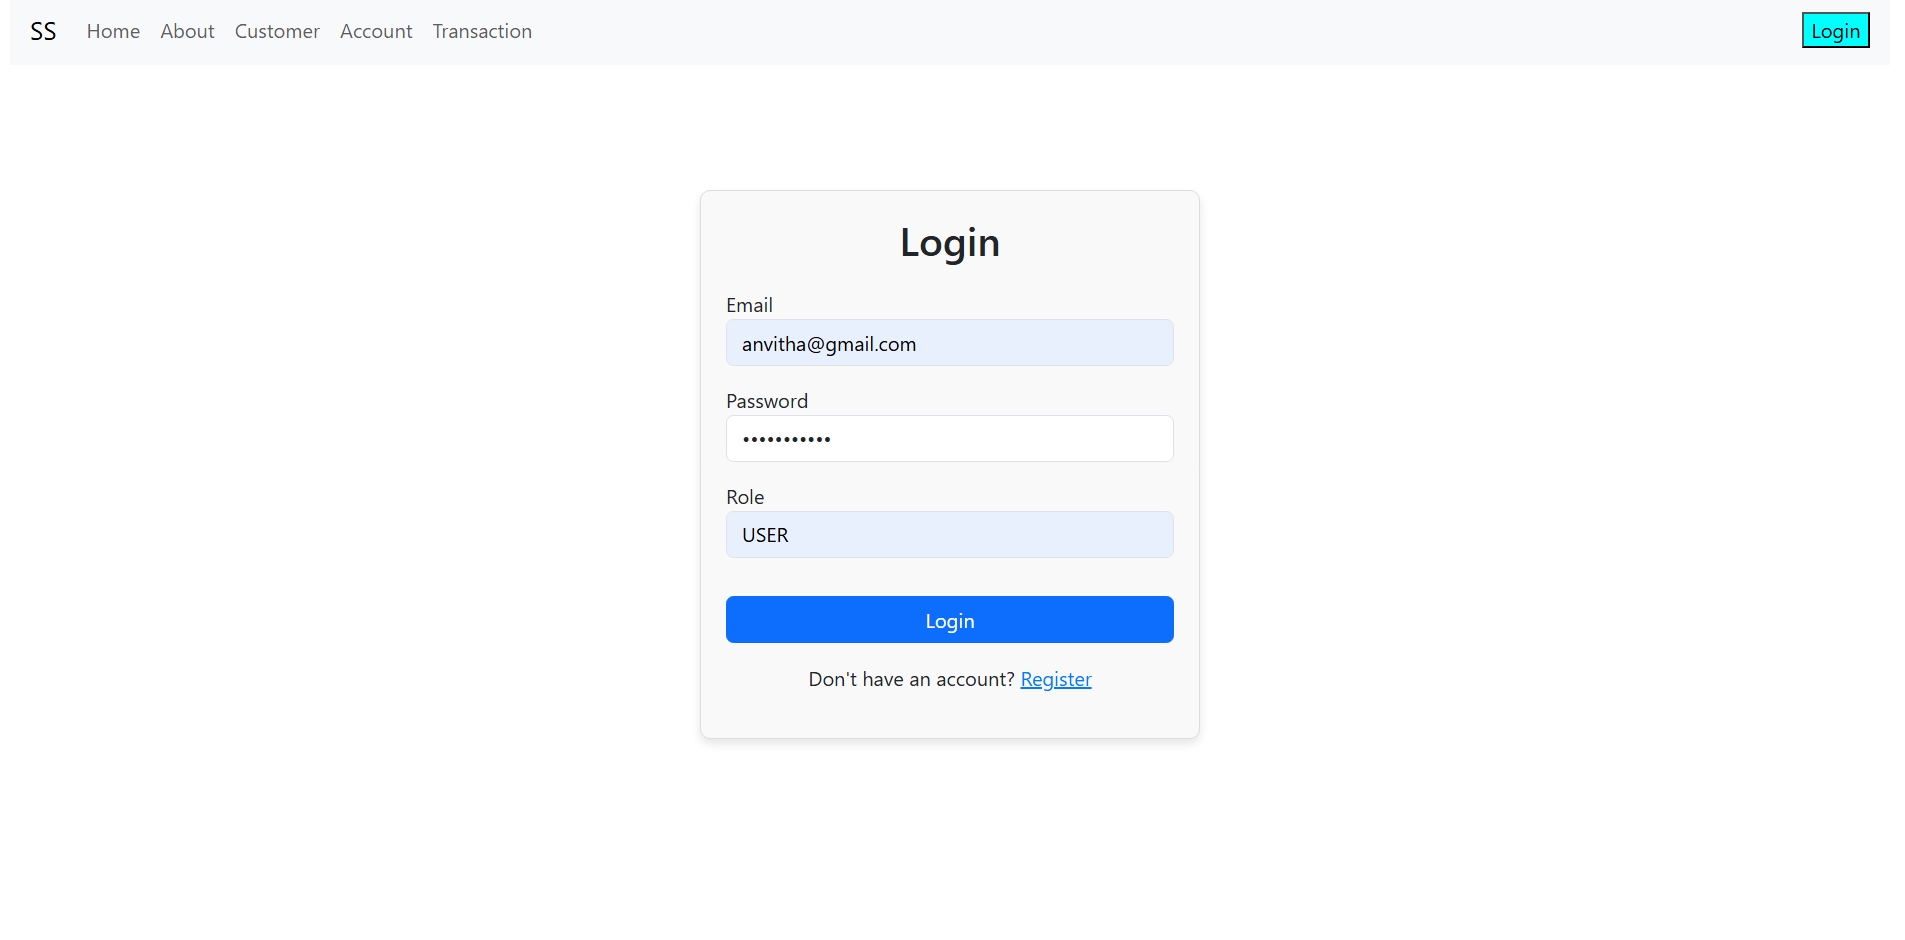 SS Home About Customer Account Transaction Login
Login
Email
anvitha@gmail.com
Password
•••••••••••
Role
USER
Login
Don't have an account? Register